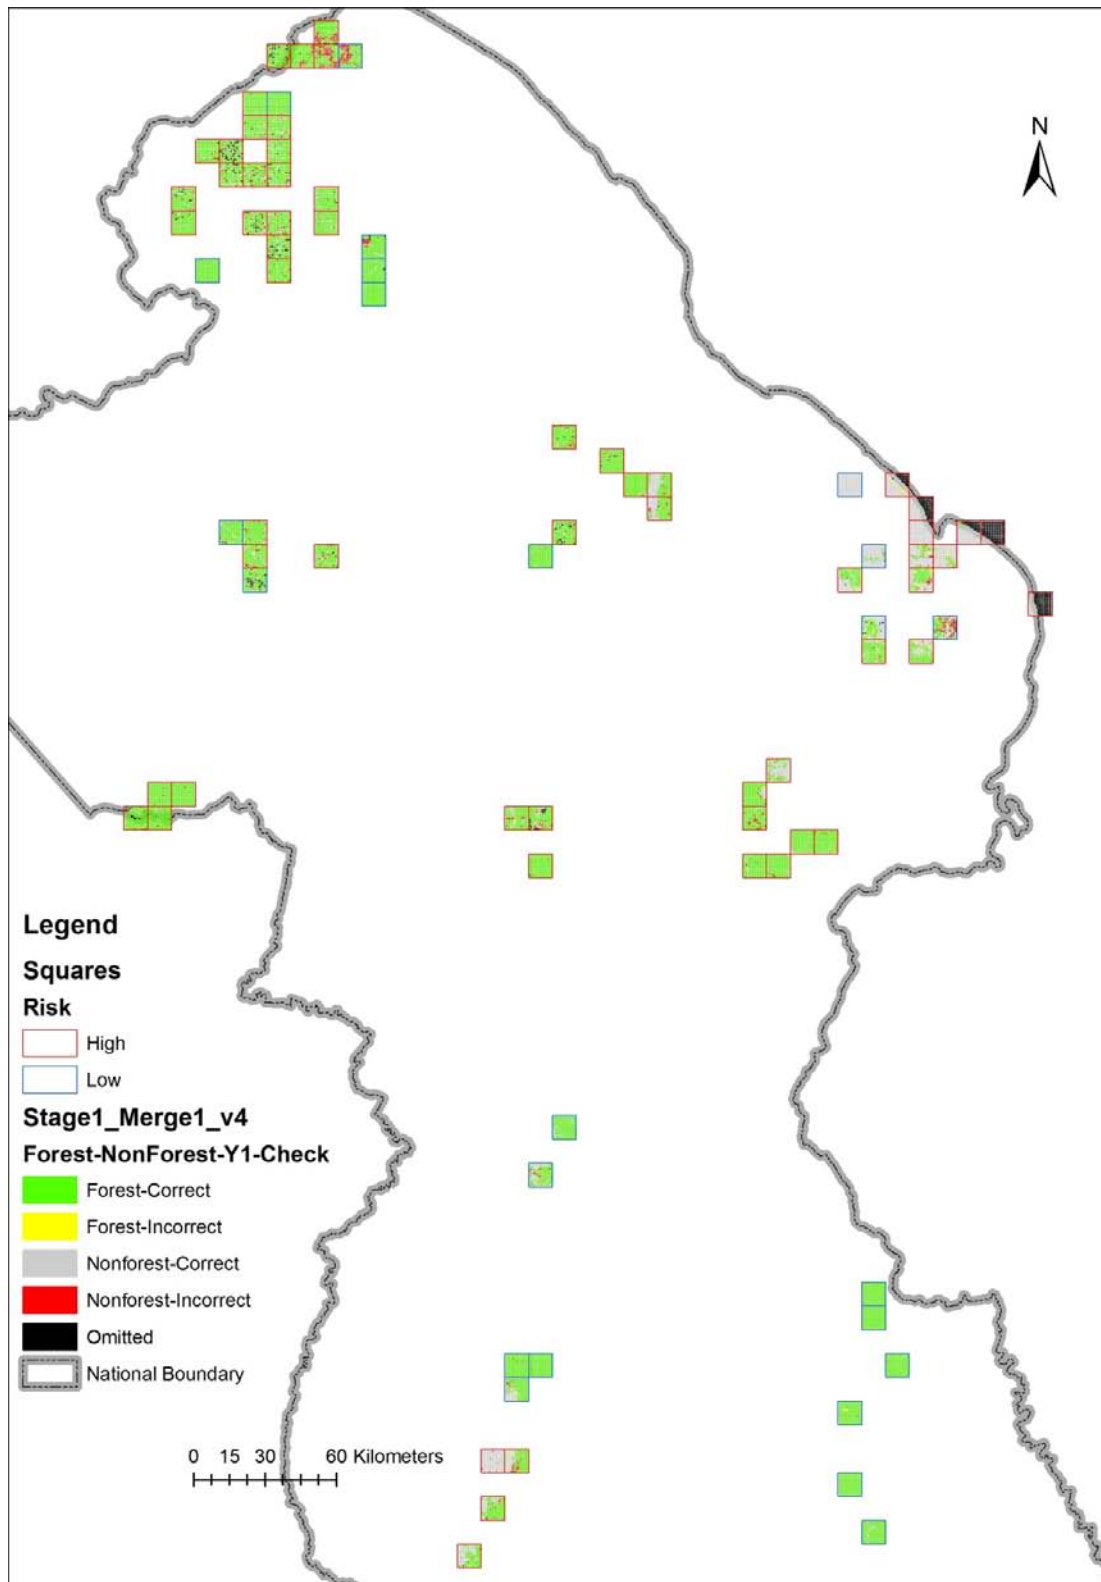 N
Legend
Squares
Risk
High
Low
Stage1_Merge1_v4
Forest-NonForest-Y1-Check
Forest-Correct
Forest-Incorrect
Nonforest-Correct
Nonforest-Incorrect
Omitted
National Boundary
0 15 30 60 Kilometers